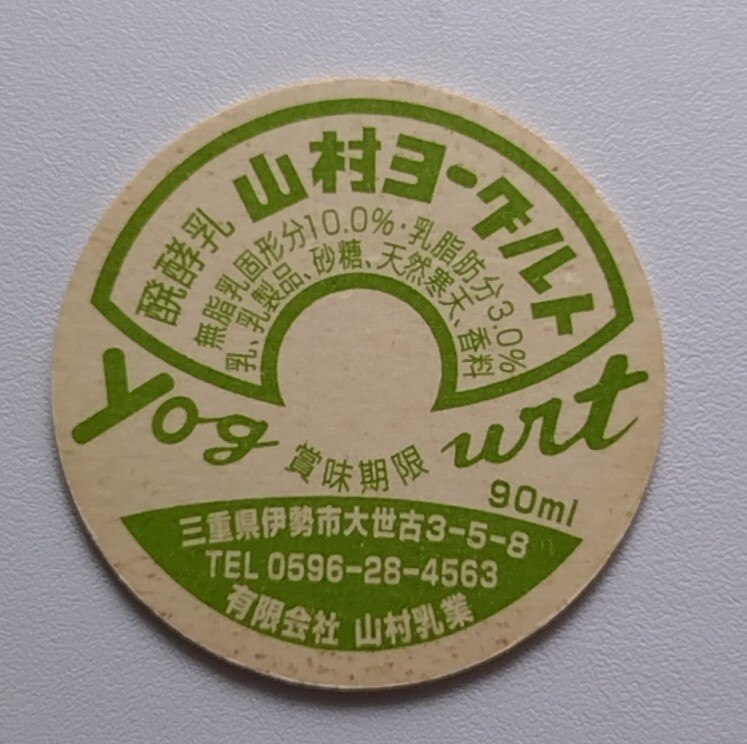 醗酵乳 山村ヨーグルト
無脂乳固形分10.0%・乳脂肪分3.0%
乳、乳製品、砂糖、天然寒天、香料
Yogurt
賞味期限
90ml
三重県伊勢市大世古3-5-8
TEL 0596-28-4563
有限会社 山村乳業